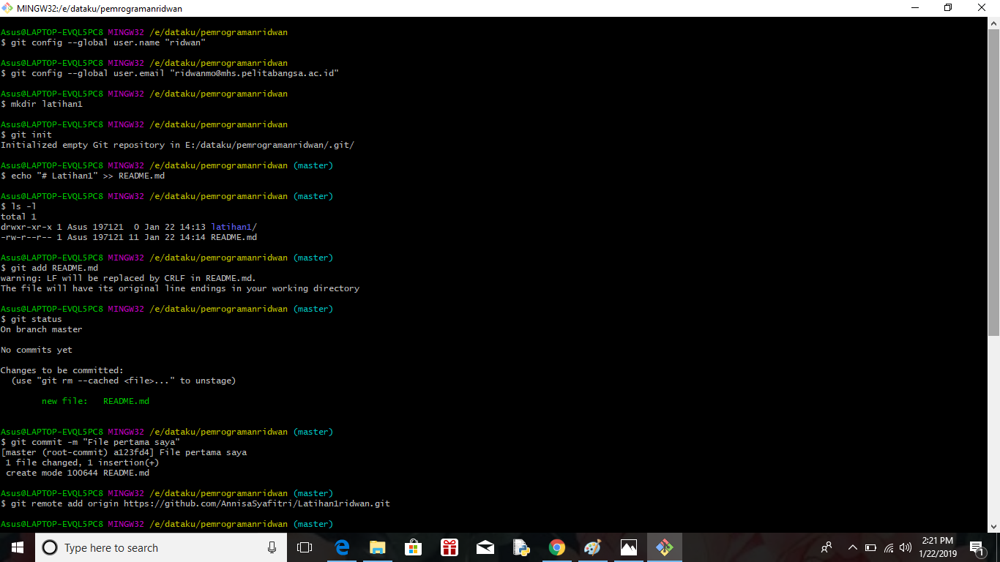 MINGW32:/e/dataku/pemrogramanridwan
Asus@LAPTOP-EVQL5PC8 MINGW32 /e/dataku/pemrogramanridwan
$ git config --global user.name "ridwan"
Asus@LAPTOP-EVQL5PC8 MINGW32 /e/dataku/pemrogramanridwan
$ git config --global user.email "ridwanmo@mhs.pelitabangsa.ac.id"
Asus@LAPTOP-EVQL5PC8 MINGW32 /e/dataku/pemrogramanridwan
$ mkdir latihan1
Asus@LAPTOP-EVQL5PC8 MINGW32 /e/dataku/pemrogramanridwan
$ git init
Initialized empty Git repository in E:/dataku/pemrogramanridwan/.git/
Asus@LAPTOP-EVQL5PC8 MINGW32 /e/dataku/pemrogramanridwan (master)
$ echo "# Latihan1" >> README.md
Asus@LAPTOP-EVQL5PC8 MINGW32 /e/dataku/pemrogramanridwan (master)
$ ls -l
total 1
drwxr-xr-x 1 Asus 197121  0 Jan 22 14:13 latihan1/
-rw-r--r-- 1 Asus 197121 11 Jan 22 14:14 README.md
Asus@LAPTOP-EVQL5PC8 MINGW32 /e/dataku/pemrogramanridwan (master)
$ git add README.md
warning: LF will be replaced by CRLF in README.md.
The file will have its original line endings in your working directory
Asus@LAPTOP-EVQL5PC8 MINGW32 /e/dataku/pemrogramanridwan (master)
$ git status
On branch master
No commits yet
Changes to be committed:
  (use "git rm --cached <file>..." to unstage)
        new file:   README.md
Asus@LAPTOP-EVQL5PC8 MINGW32 /e/dataku/pemrogramanridwan (master)
$ git commit -m "File pertama saya"
[master (root-commit) a123fd4] File pertama saya
 1 file changed, 1 insertion(+)
 create mode 100644 README.md
Asus@LAPTOP-EVQL5PC8 MINGW32 /e/dataku/pemrogramanridwan (master)
$ git remote add origin https://github.com/AnnisaSyafitri/Latihan1ridwan.git
Asus@LAPTOP-EVQL5PC8 MINGW32 /e/dataku/pemrogramanridwan (master)
Type here to search
2:21 PM
1/22/2019
1